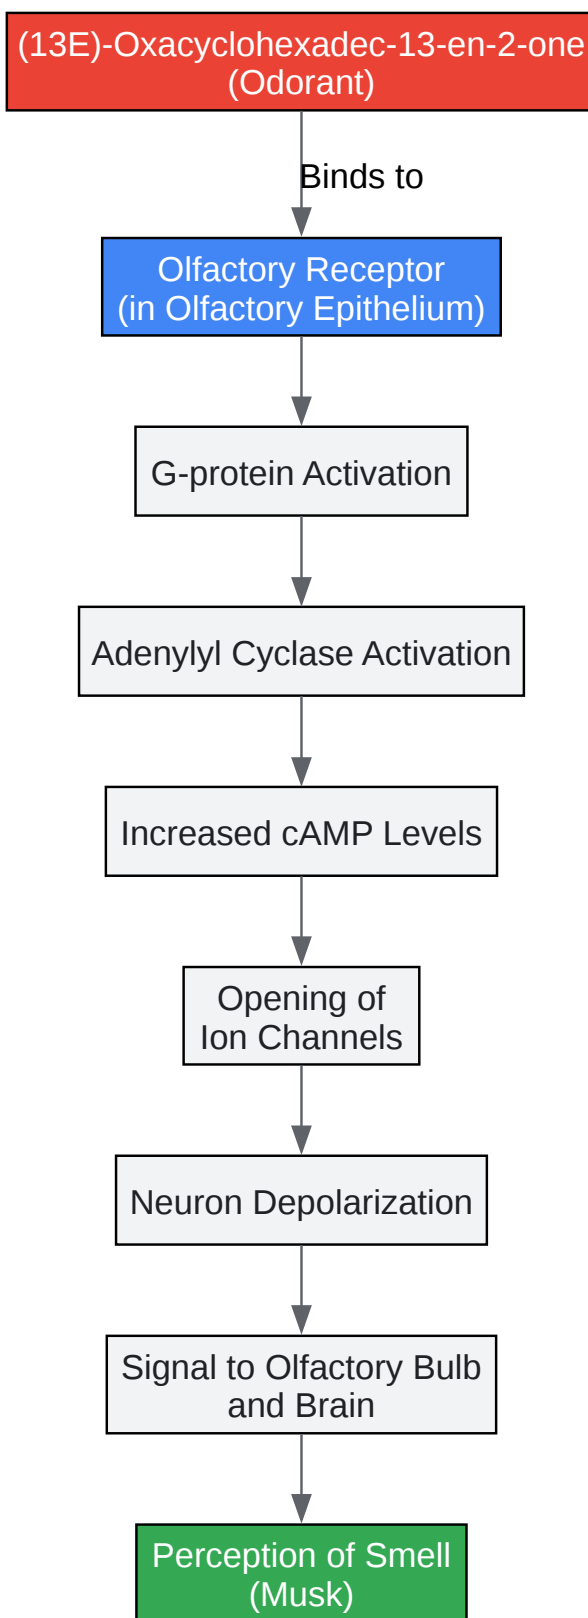 (13E)-Oxacyclohexadec-13-en-2-one
(Odorant)
Binds to
Olfactory Receptor
(in Olfactory Epithelium)
G-protein Activation
Adenylyl Cyclase Activation
Increased cAMP Levels
Opening of
Ion Channels
Neuron Depolarization
Signal to Olfactory Bulb
and Brain
Perception of Smell
(Musk)